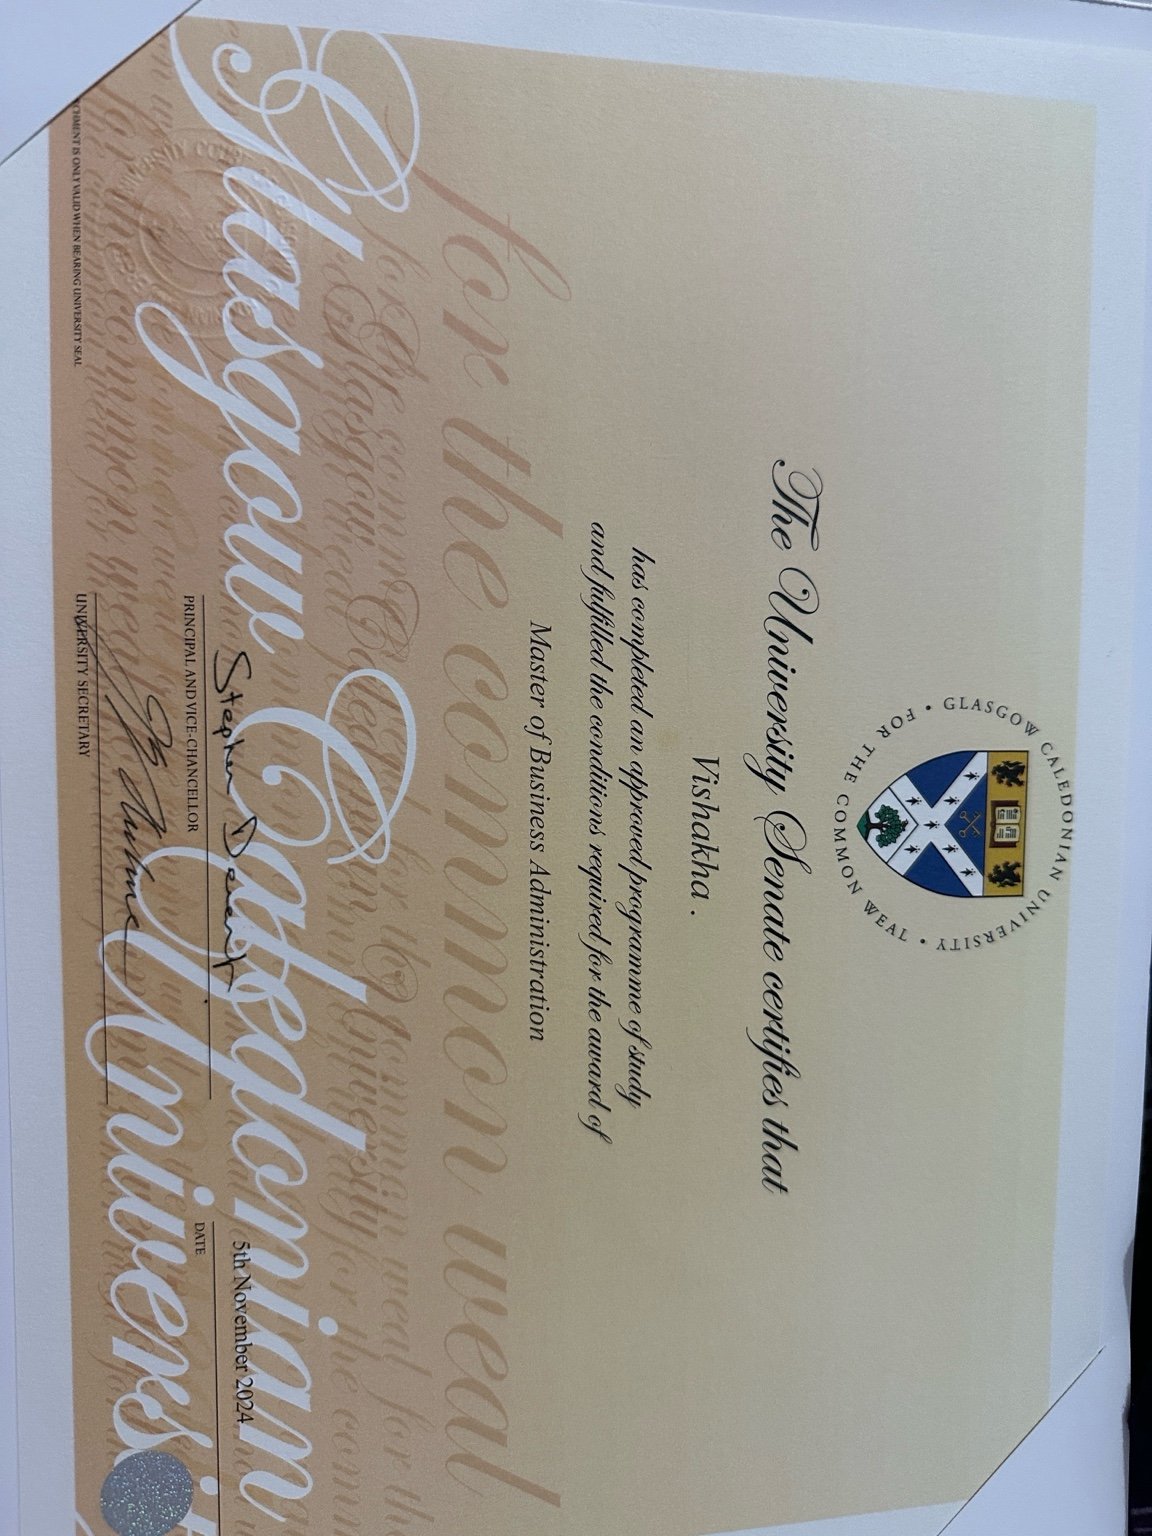 GLASGOW CALEDONIAN UNIVERSITY • FOR THE COMMON WEAL •
The University Senate certifies that
Vishakha .
has completed an approved programme of study
and fulfilled the conditions required for the award of
Master of Business Administration
for the common weal
Glasgow Caledonian
Universi
Stephen
PRINCIPAL AND VICE-CHANCELLOR
UNIVERSITY SECRETARY
5th November 2024
DATE
CHMENT IS ONLY VALID WHEN BEARING UNIVERSITY SEAL